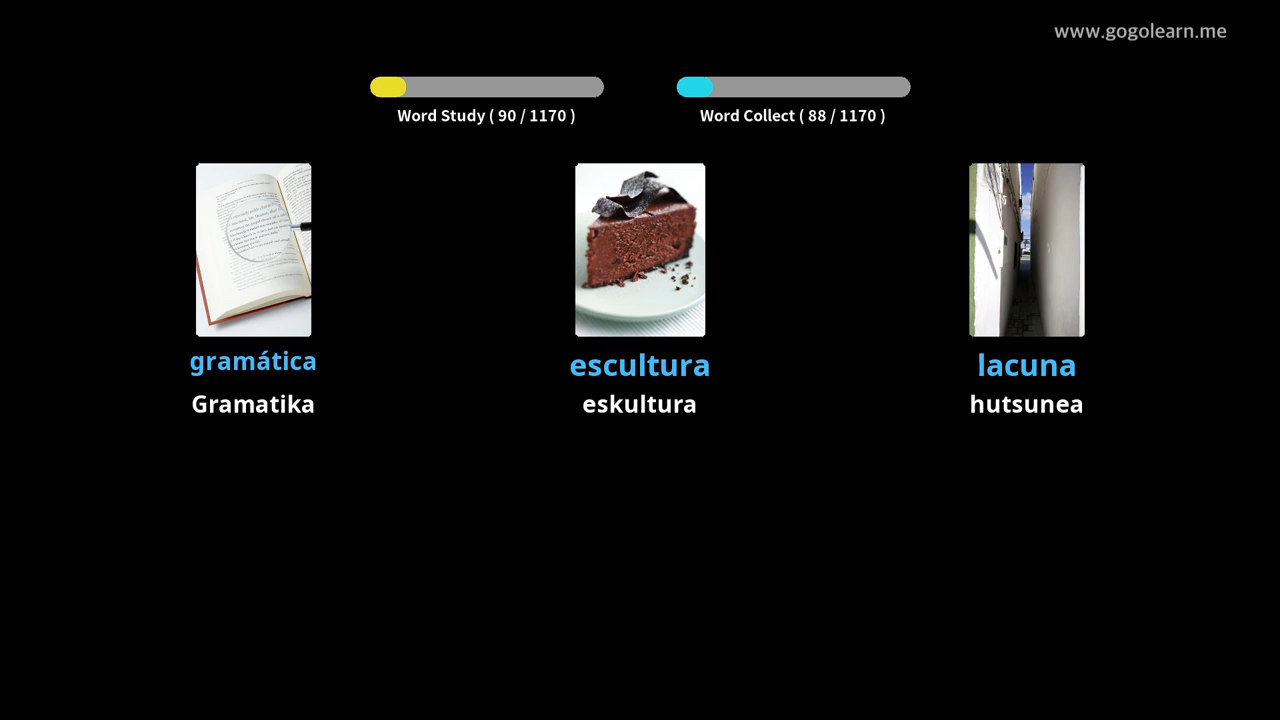 www.gogolearn.me
Word Study ( 90 / 1170 )
Word Collect ( 88 / 1170 )
gramática
Gramatika
escultura
eskultura
lacuna
hutsunea